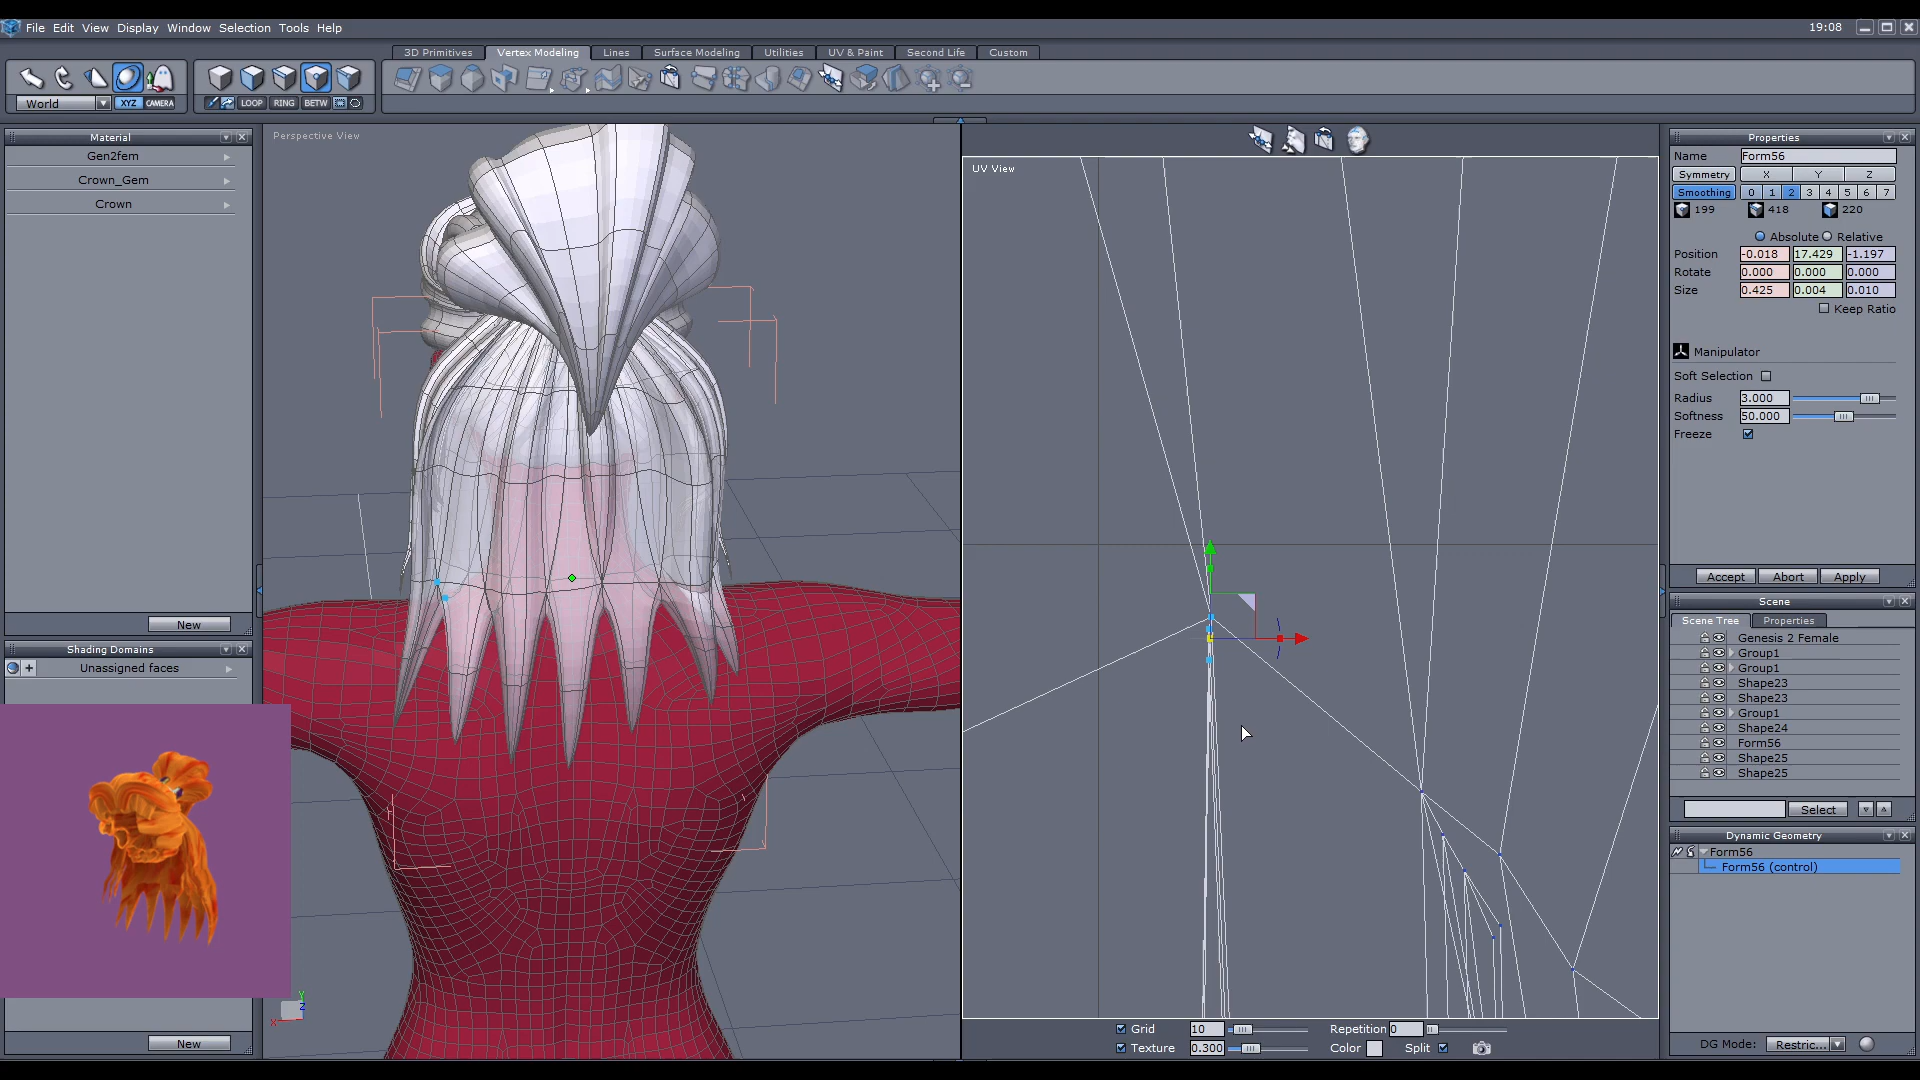 File Edit View Display Window Selection Tools Help
19:08
3D Primitives Vertex Modeling Lines Surface Modeling Utilities UV & Paint Second Life Custom
World XYZ CAMERA LOOP RING BETW
Material
Gen2fem
Crown_Gem
Crown
New
Shading Domains
Unassigned faces
New
Perspective View
Y
Z
X
UV View
Grid 10 Repetition 0
Texture 0.300 Color Split
Properties
Name Form56
Symmetry X Y Z
Smoothing 0 1 2 3 4 5 6 7
199 418 220
Absolute Relative
Position -0.018 17.429 -1.197
Rotate 0.000 0.000 0.000
Size 0.425 0.004 0.010
Keep Ratio
Manipulator
Soft Selection
Radius 3.000
Softness 50.000
Freeze
Accept Abort Apply
Scene
Scene Tree Properties
Genesis 2 Female
Group1
Group1
Shape23
Shape23
Group1
Shape24
Form56
Shape25
Shape25
Select
Dynamic Geometry
Form56
Form56 (control)
DG Mode: Restric...